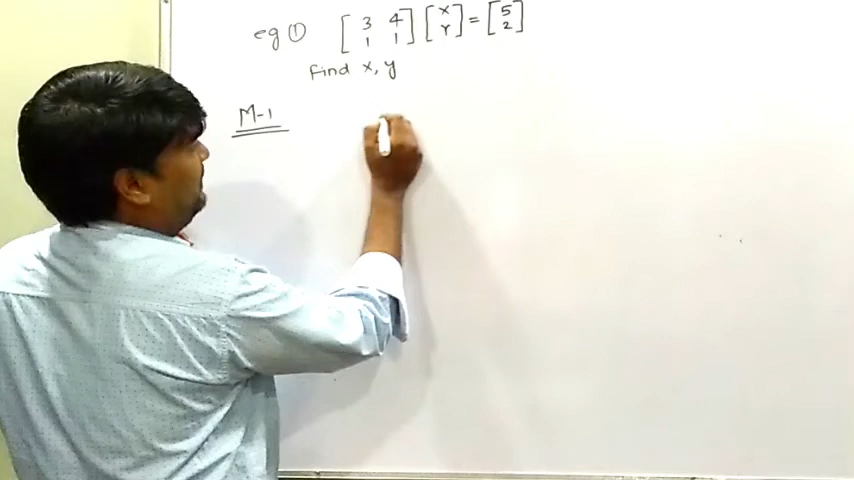 eg ① [3 4 1 1] [x y] = [5 2]
Find x, y
M-1